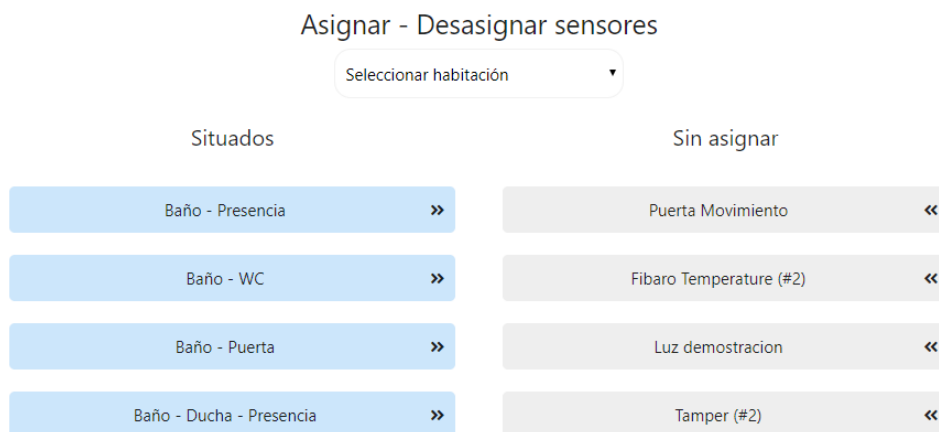 Asignar - Desasignar sensores
Seleccionar habitación
Situados
Sin asignar
Baño - Presencia
Puerta Movimiento
Baño - WC
Fibaro Temperature (#2)
Baño - Puerta
Luz demostracion
Baño - Ducha - Presencia
Tamper (#2)